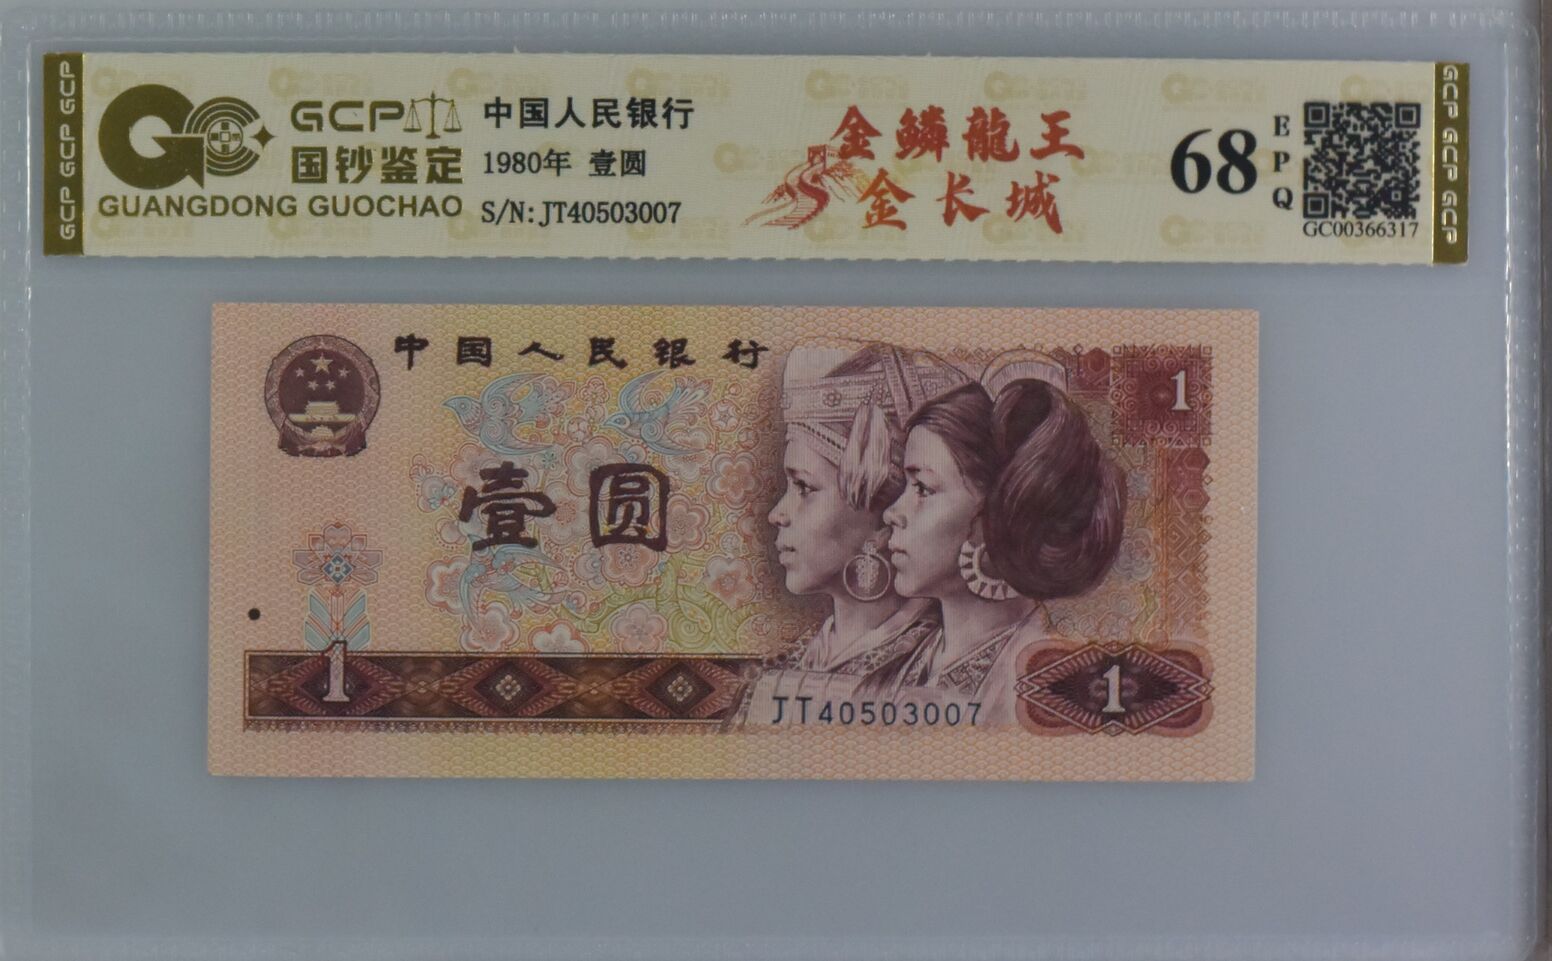 GCP GCP GCP
GCP
国钞鉴定
GUANGDONG GUOCHAO
中国人民银行
1980年 壹圆
S/N:JT40503007
金鳞龍王
金长城
68
EPQ
GC00366317
GCP GCP GCP
中国人民银行
1
壹圆
1
JT40503007
1